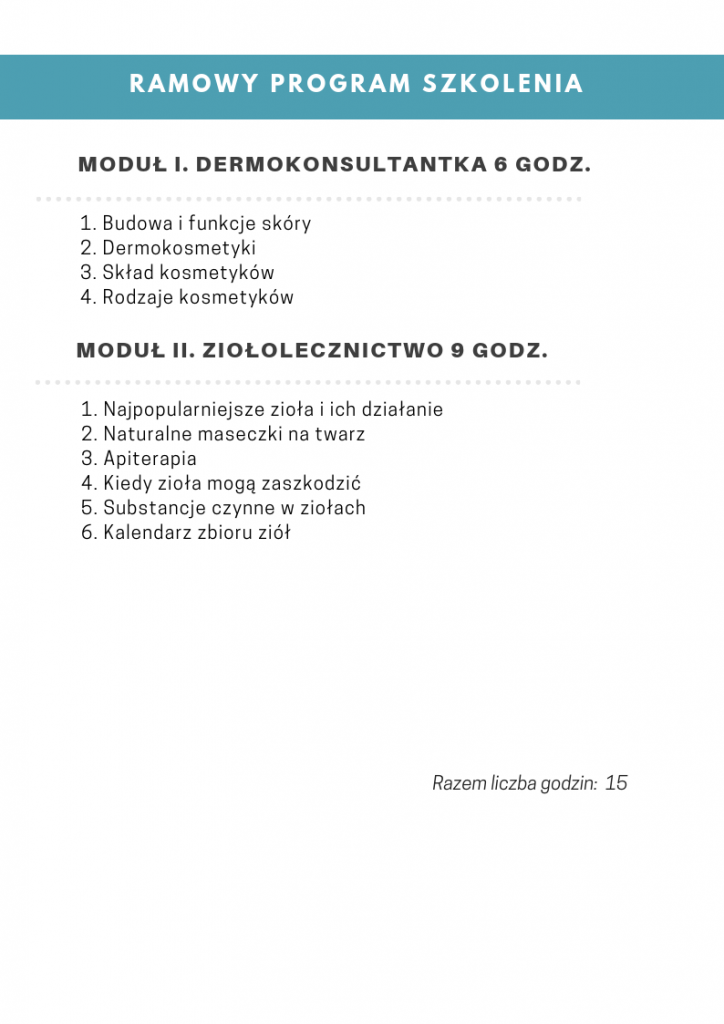 RAMOWY PROGRAM SZKOLENIA
MODUŁ I. DERMOKONSULTANTKA 6 GODZ.
1. Budowa i funkcje skóry
2. Dermokosmetyki
3. Skład kosmetyków
4. Rodzaje kosmetyków
MODUŁ II. ZIOŁOLECZNICTWO 9 GODZ.
1. Najpopularniejsze zioła i ich działanie
2. Naturalne maseczki na twarz
3. Apiterapia
4. Kiedy zioła mogą zaszkodzić
5. Substancje czynne w ziołach
6. Kalendarz zbioru ziół
Razem liczba godzin: 15